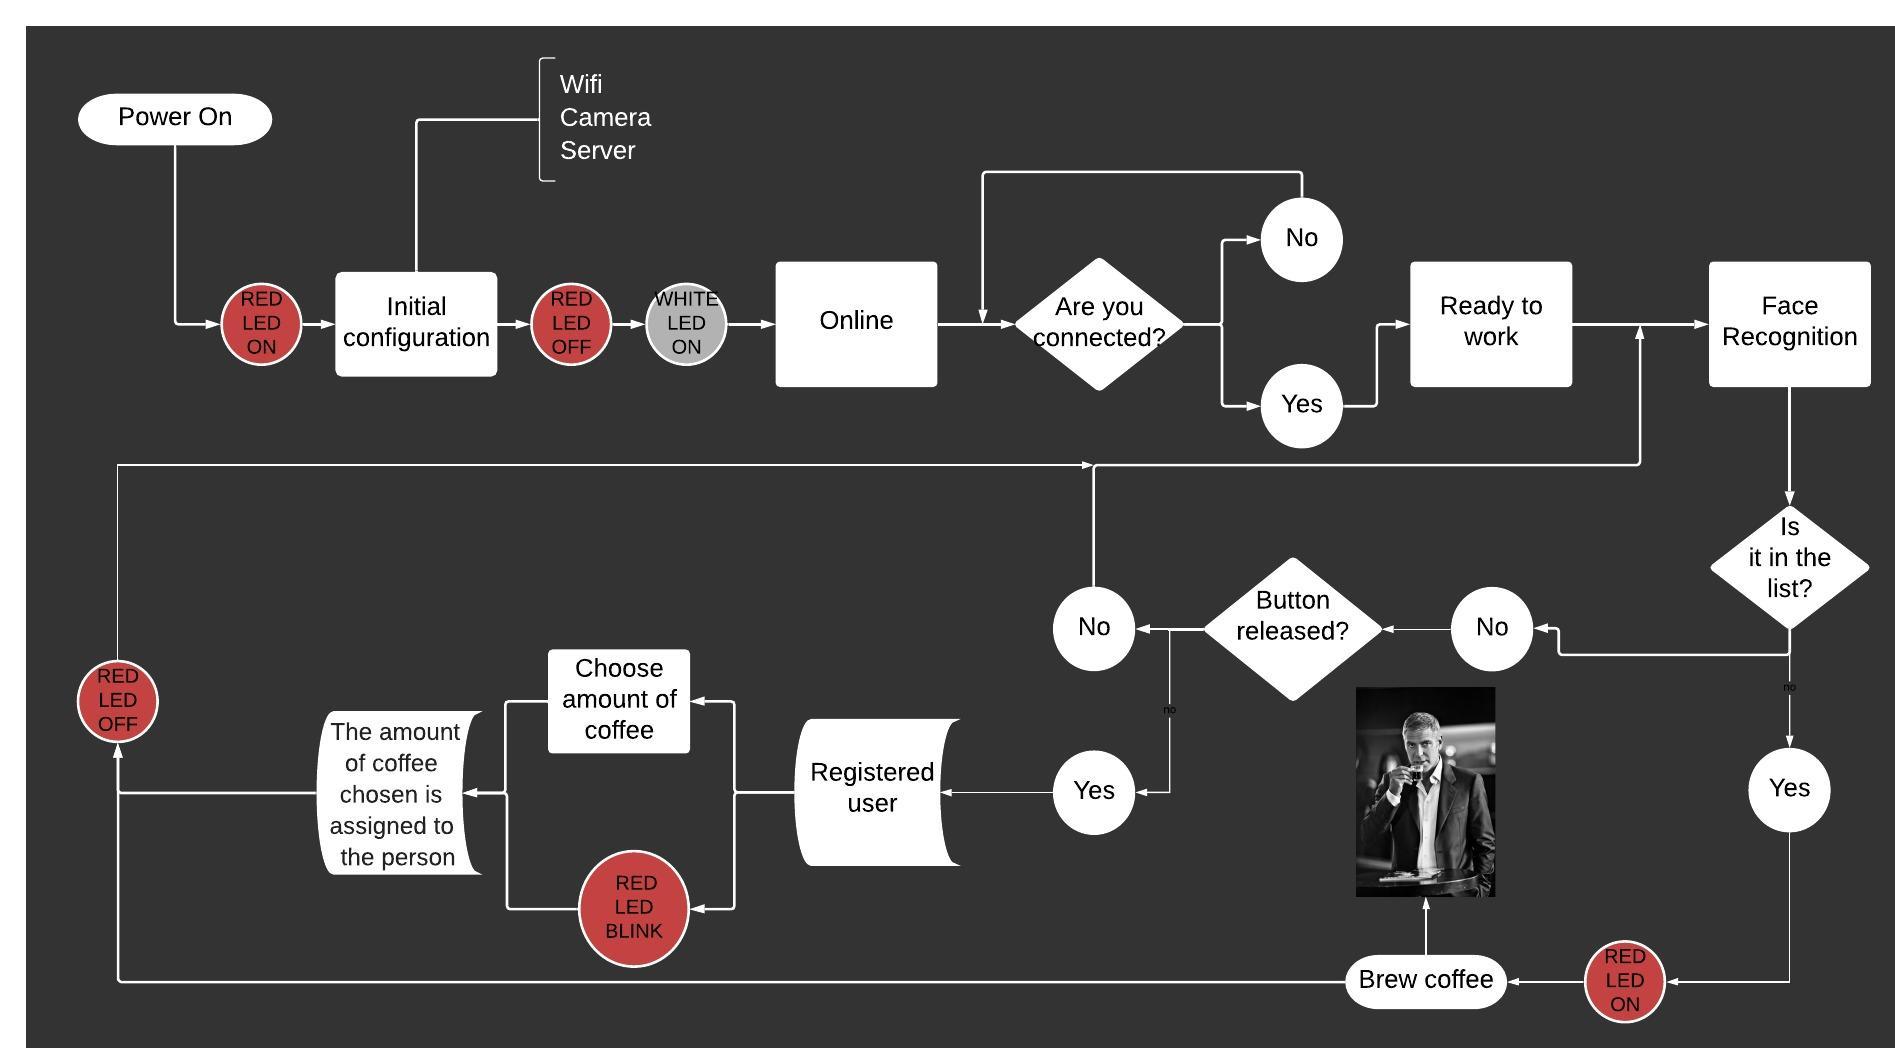 Wifi
Camera
Server
Power On
RED
LED
ON
Initial
configuration
RED
LED
OFF
WHITE
LED
ON
Online
Are you
connected?
No
Yes
Ready to
work
Face
Recognition
Is
it in the
list?
no
Yes
No
Button
released?
No
no
Yes
Registered
user
Choose
amount of
coffee
RED
LED
BLINK
The amount
of coffee
chosen is
assigned to
the person
RED
LED
OFF
RED
LED
ON
Brew coffee